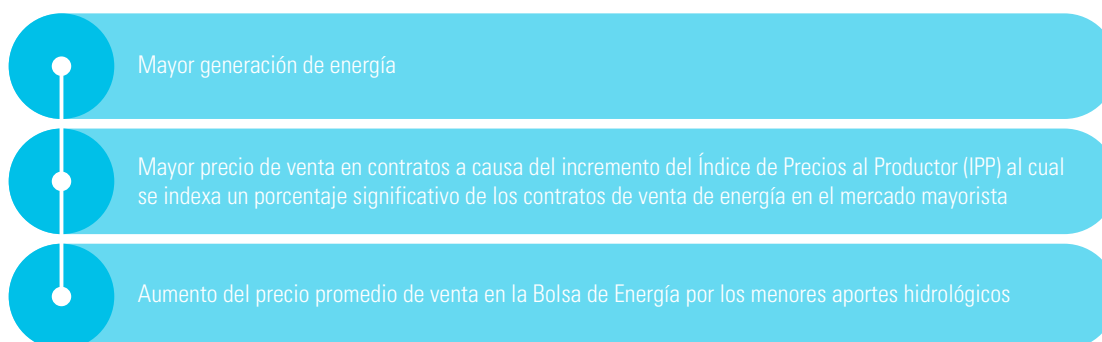 Mayor generación de energía
Mayor precio de venta en contratos a causa del incremento del Índice de Precios al Productor (IPP) al cual
se indexa un porcentaje significativo de los contratos de venta de energía en el mercado mayorista
Aumento del precio promedio de venta en la Bolsa de Energía por los menores aportes hidrológicos